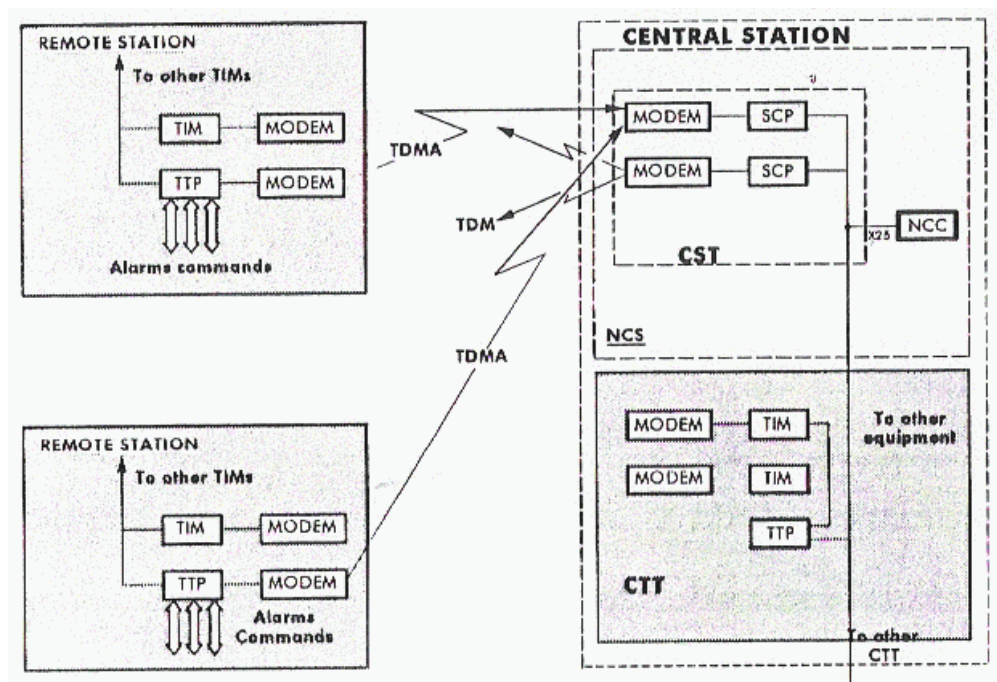 REMOTE STATION
To other TIMs
TIM
MODEM
TTP
MODEM
Alarms commands
TDMA
TDM
TDMA
CENTRAL STATION
MODEM
SCP
MODEM
SCP
CST
X25
NCC
NCS
MODEM
TIM
To other
equipment
MODEM
TIM
TTP
CTT
To other
CTT
REMOTE STATION
To other TIMs
TIM
MODEM
TTP
MODEM
Alarms
Commands